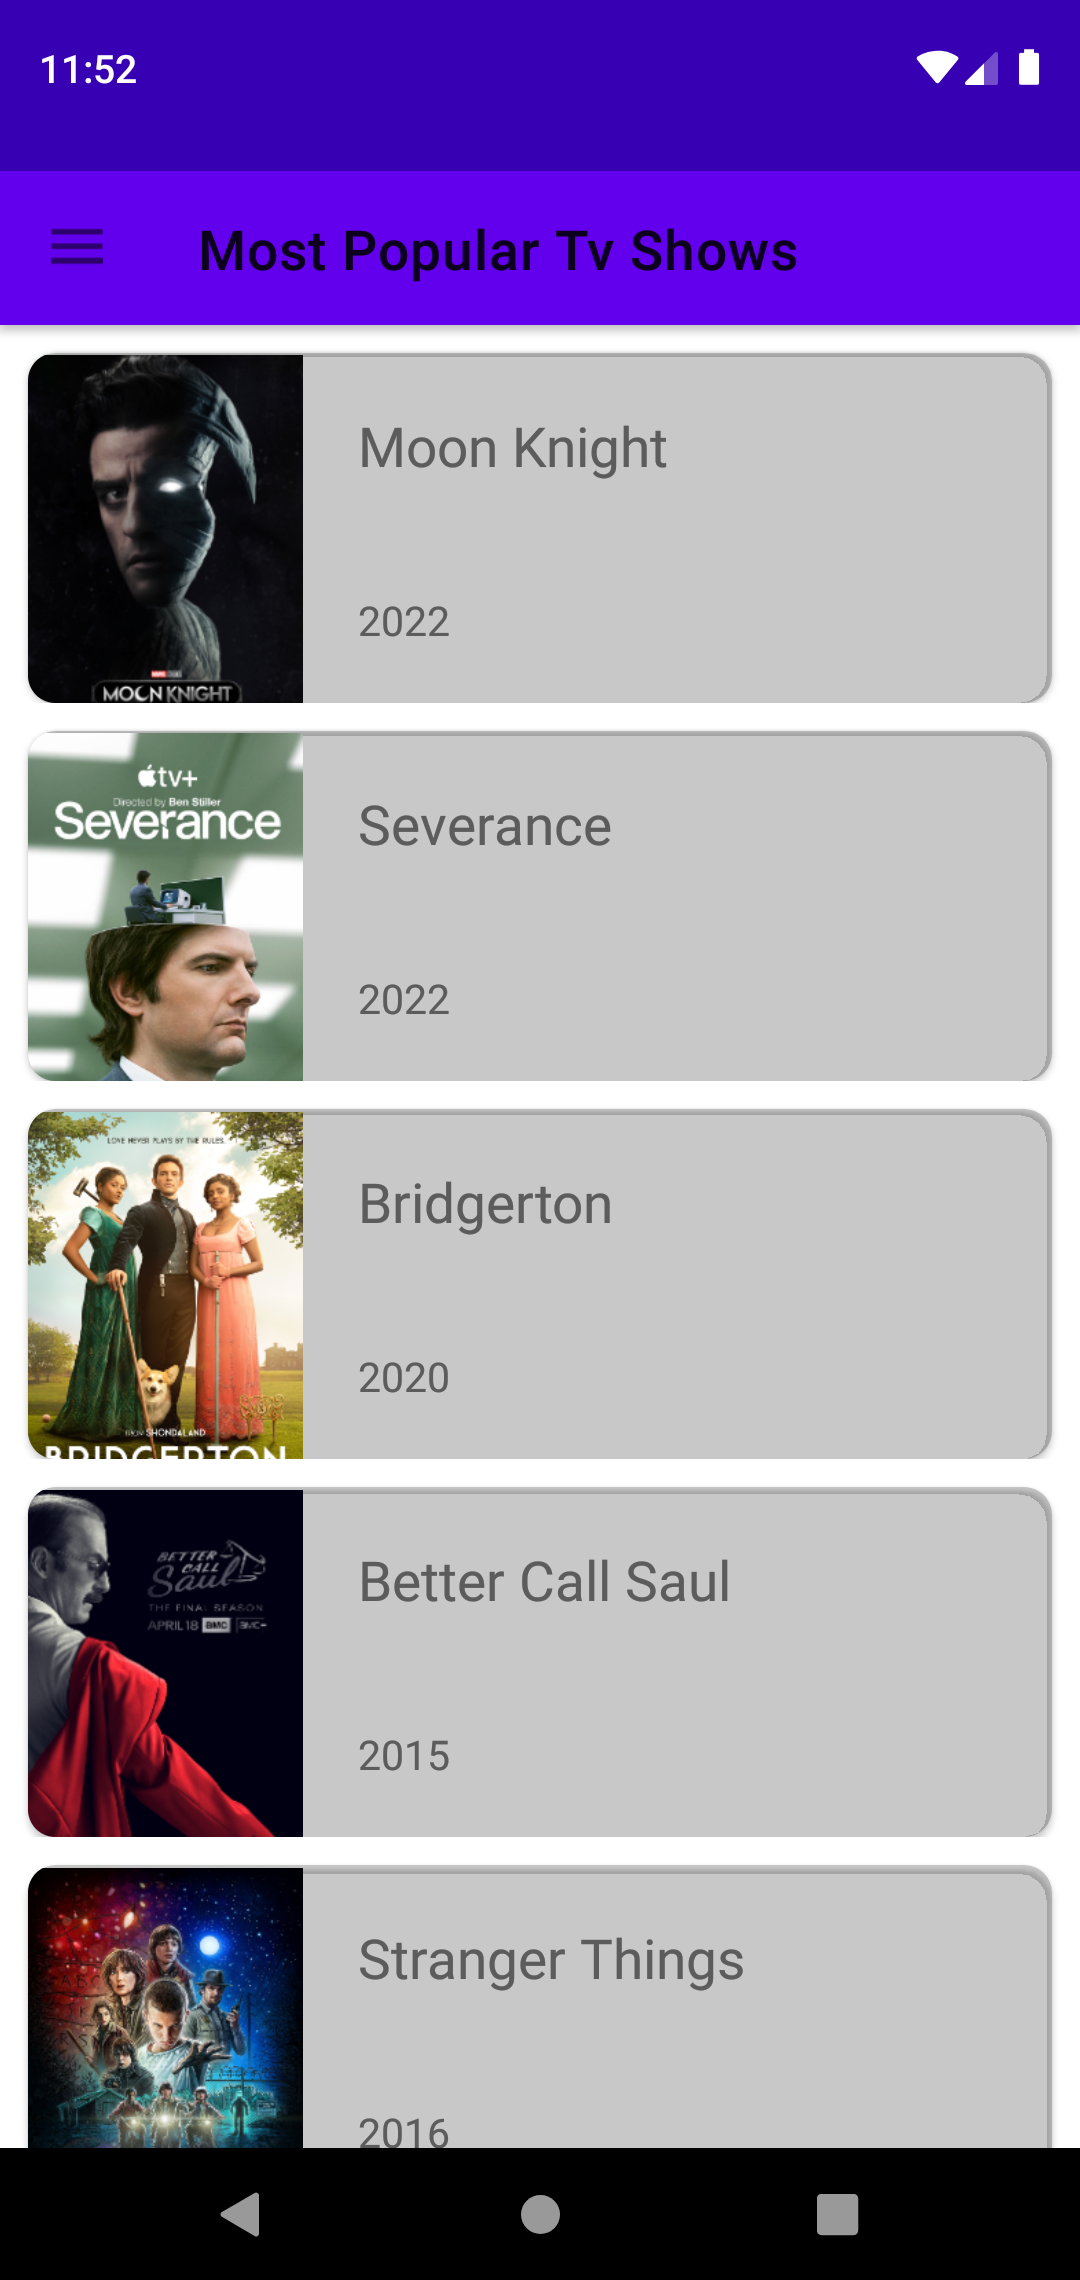 11:52
Most Popular Tv Shows
Moon Knight
2022
MOON KNIGHT
tv+
Directed by Ben Stiller
Severance
Severance
2022
LOVE NEVER PLAYS BY THE RULES.
Bridgerton
2020
FROM SHONDALAND
BRIDGERTON
BETTER
CALL
Saul
THE FINAL SEASON
APRIL 18 AMC AMC+
Better Call Saul
2015
Stranger Things
2016